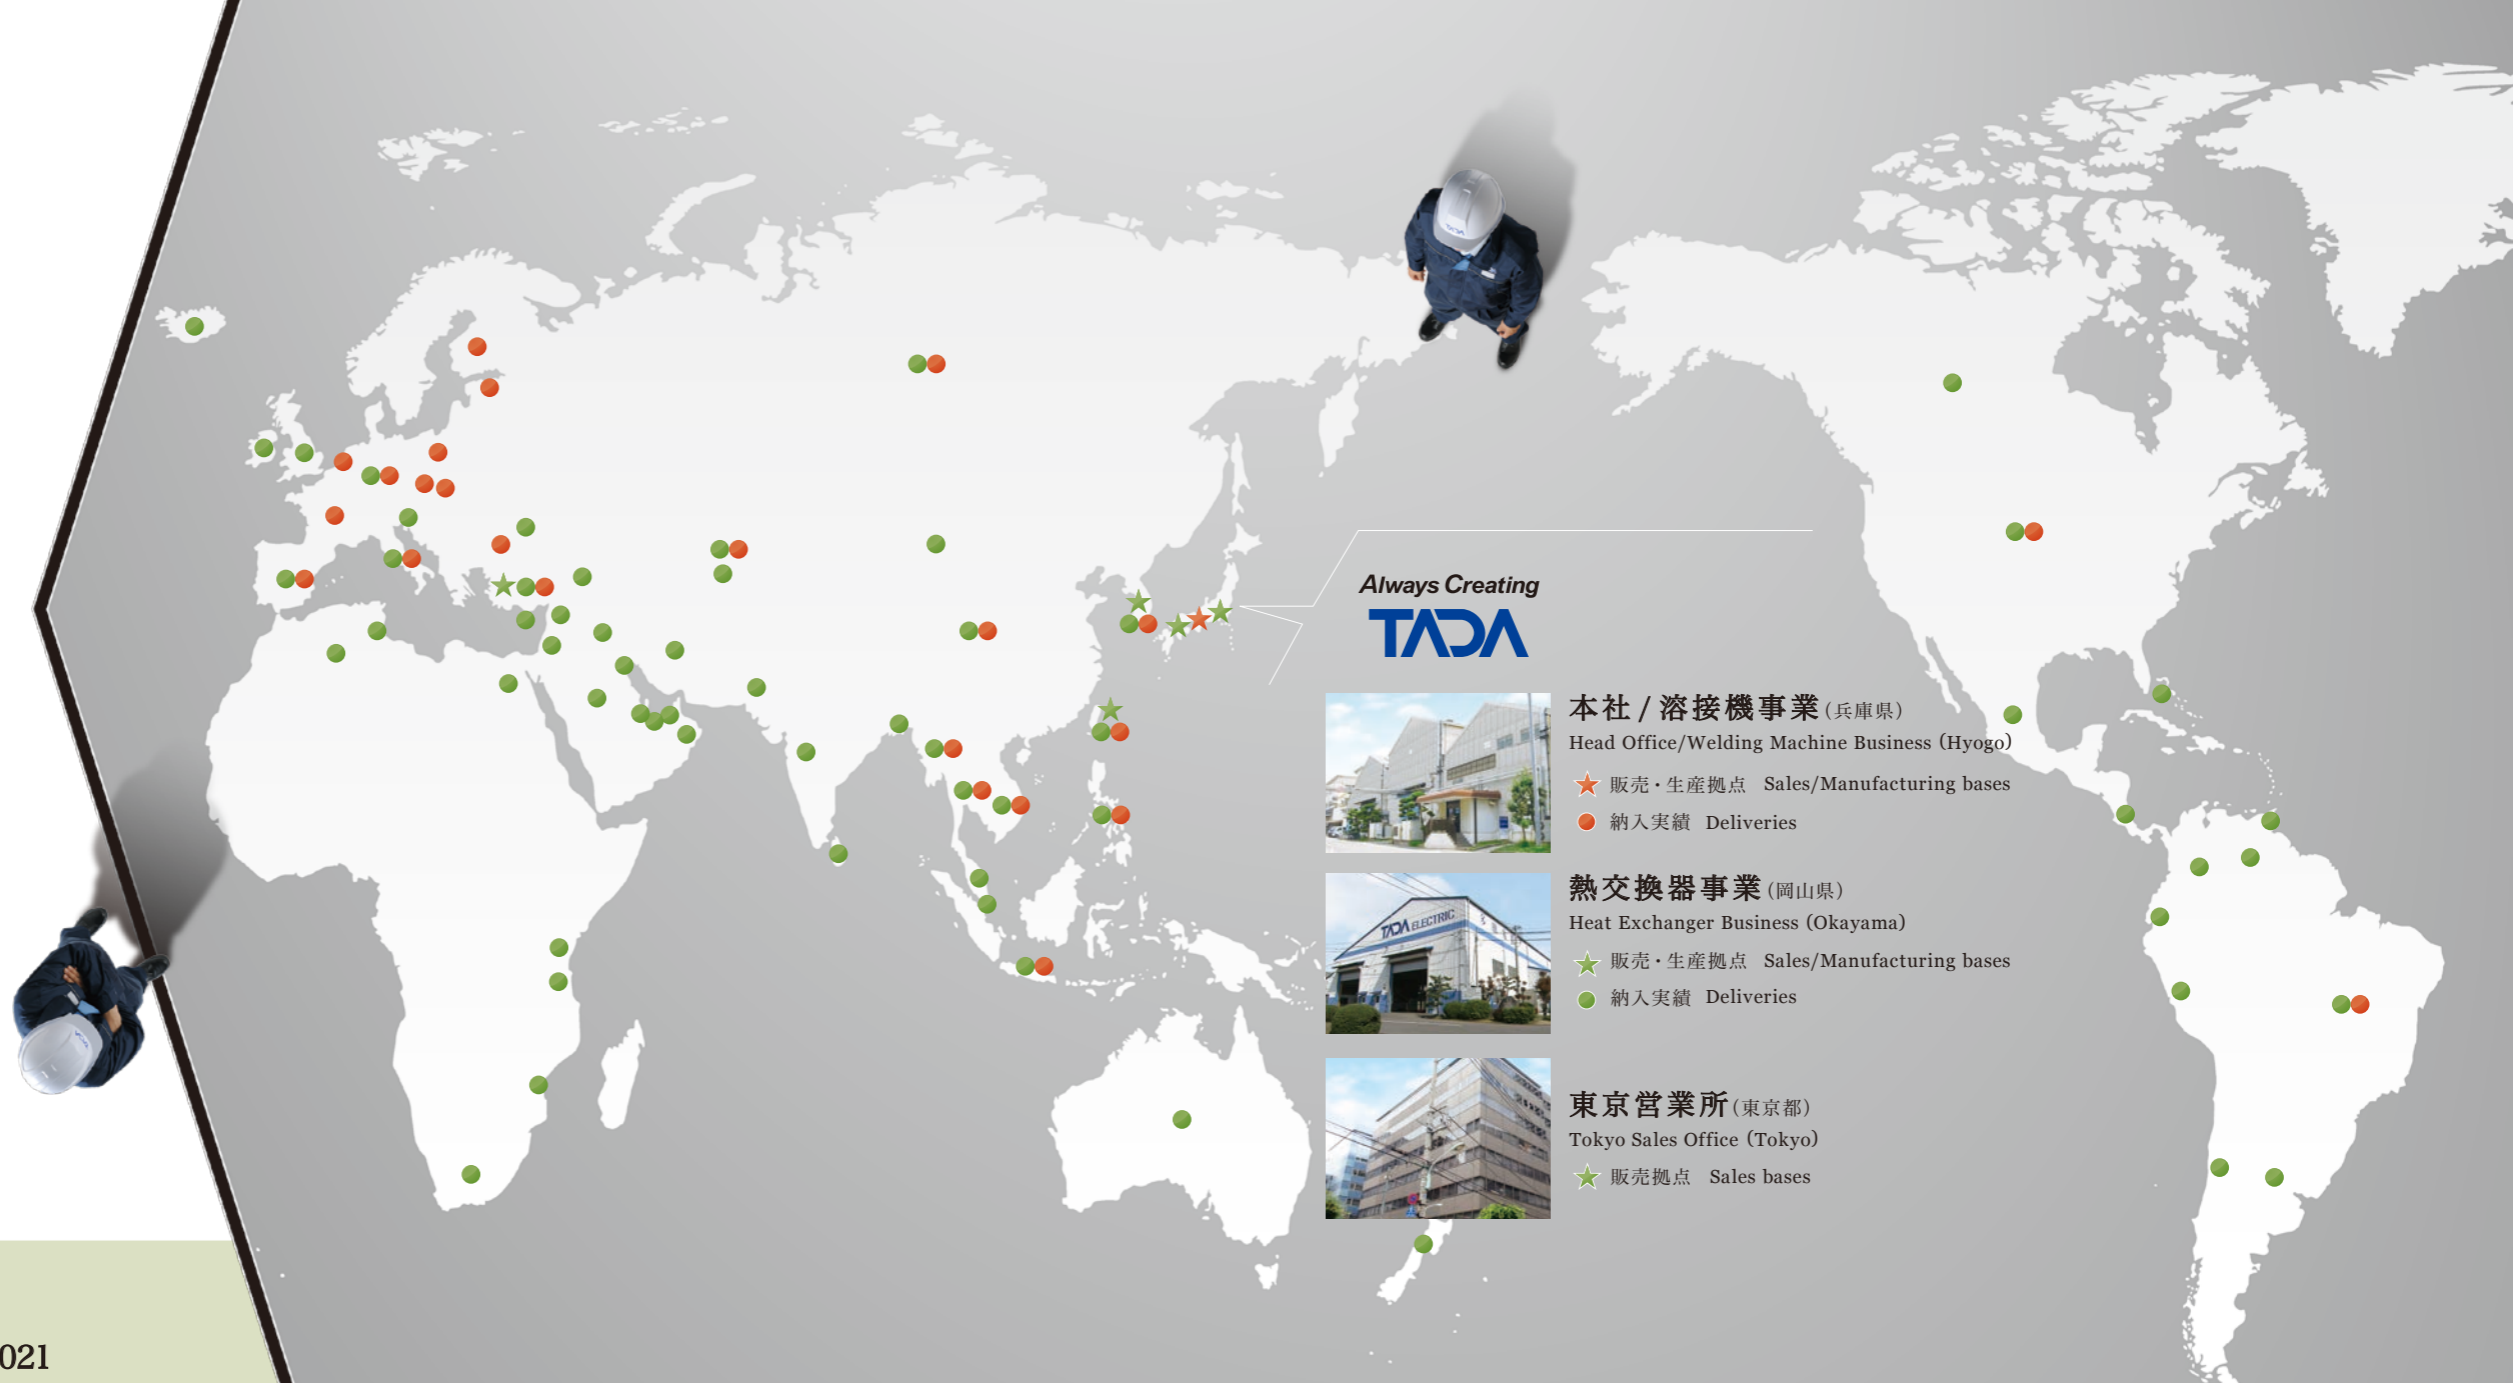 Always Creating
TADA
本社/溶接機事業(兵庫県)
Head Office/Welding Machine Business (Hyogo)
販売・生産拠点 Sales/Manufacturing bases
納入実績 Deliveries
TADA ELECTRIC
熱交換器事業(岡山県)
Heat Exchanger Business (Okayama)
販売・生産拠点 Sales/Manufacturing bases
納入実績 Deliveries
東京営業所(東京都)
Tokyo Sales Office (Tokyo)
販売拠点 Sales bases
021